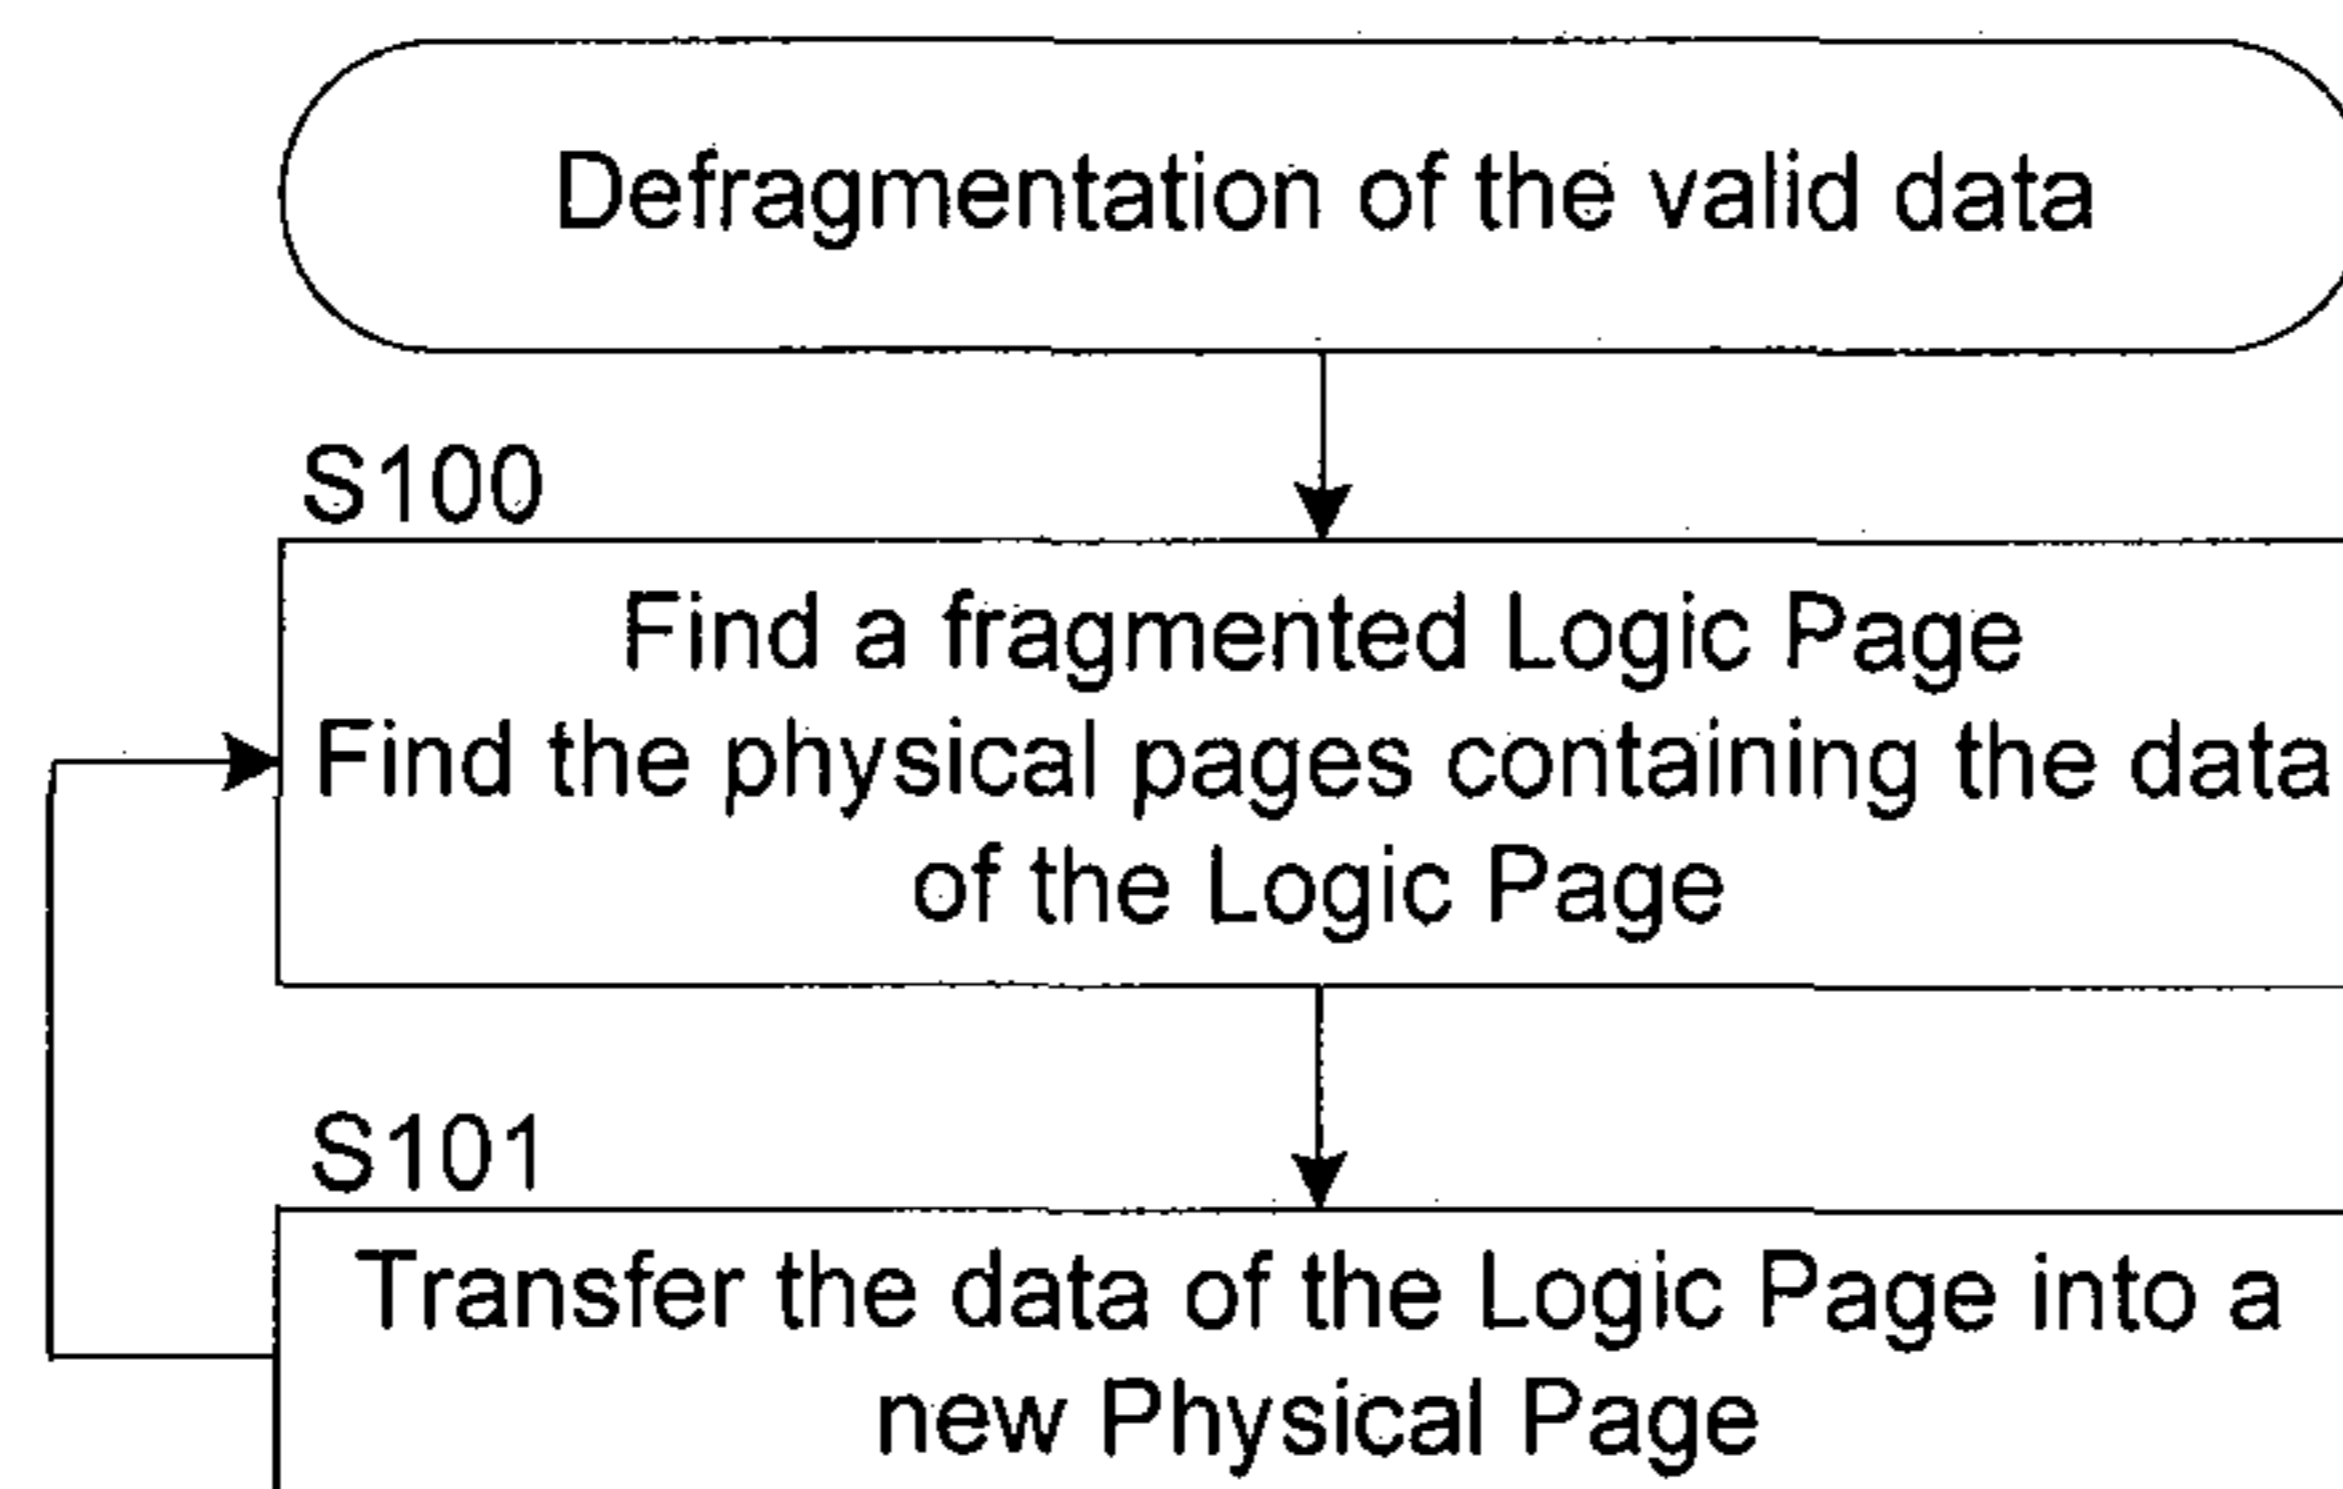 Defragmentation of the valid data
S100
Find a fragmented Logic Page
Find the physical pages containing the data
of the Logic Page
S101
Transfer the data of the Logic Page into a
new Physical Page